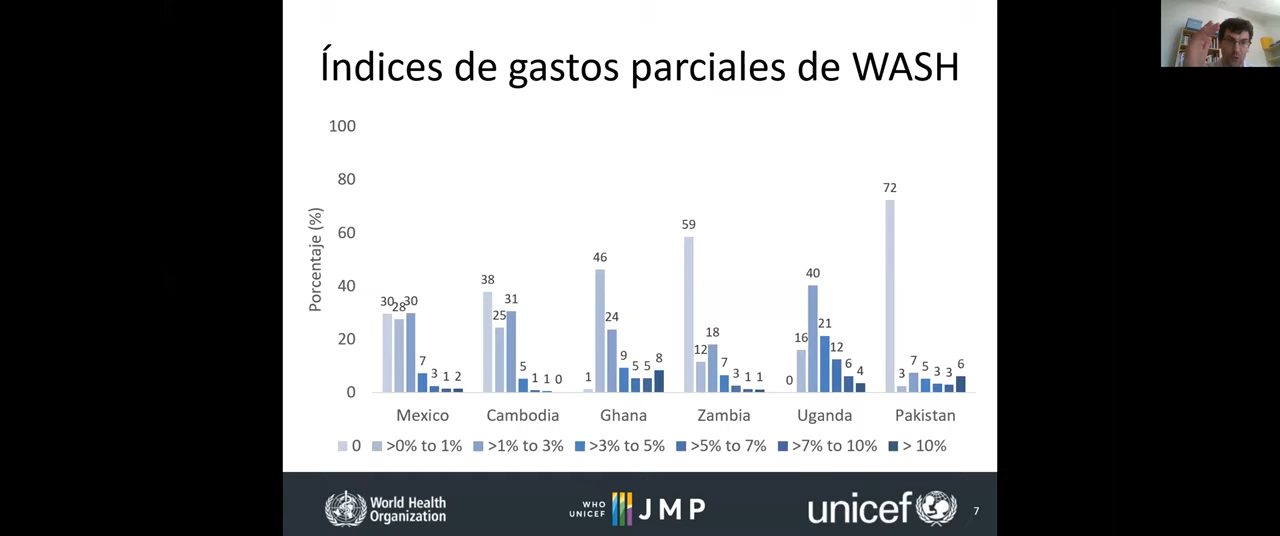 Índices de gastos parciales de WASH
100
80
60
40
20
0
Porcentaje (%)
30 28 30 7 3 1 2
38 25 31 5 1 1 0
1 46 24 9 5 5 8
59 12 18 7 3 1 1
0 16 40 21 12 6 4
72 3 7 5 3 3 6
Mexico Cambodia Ghana Zambia Uganda Pakistan
0 >0% to 1% >1% to 3% >3% to 5% >5% to 7% >7% to 10% > 10%
World Health
Organization
WHO
UNICEF
JMP
unicef
7